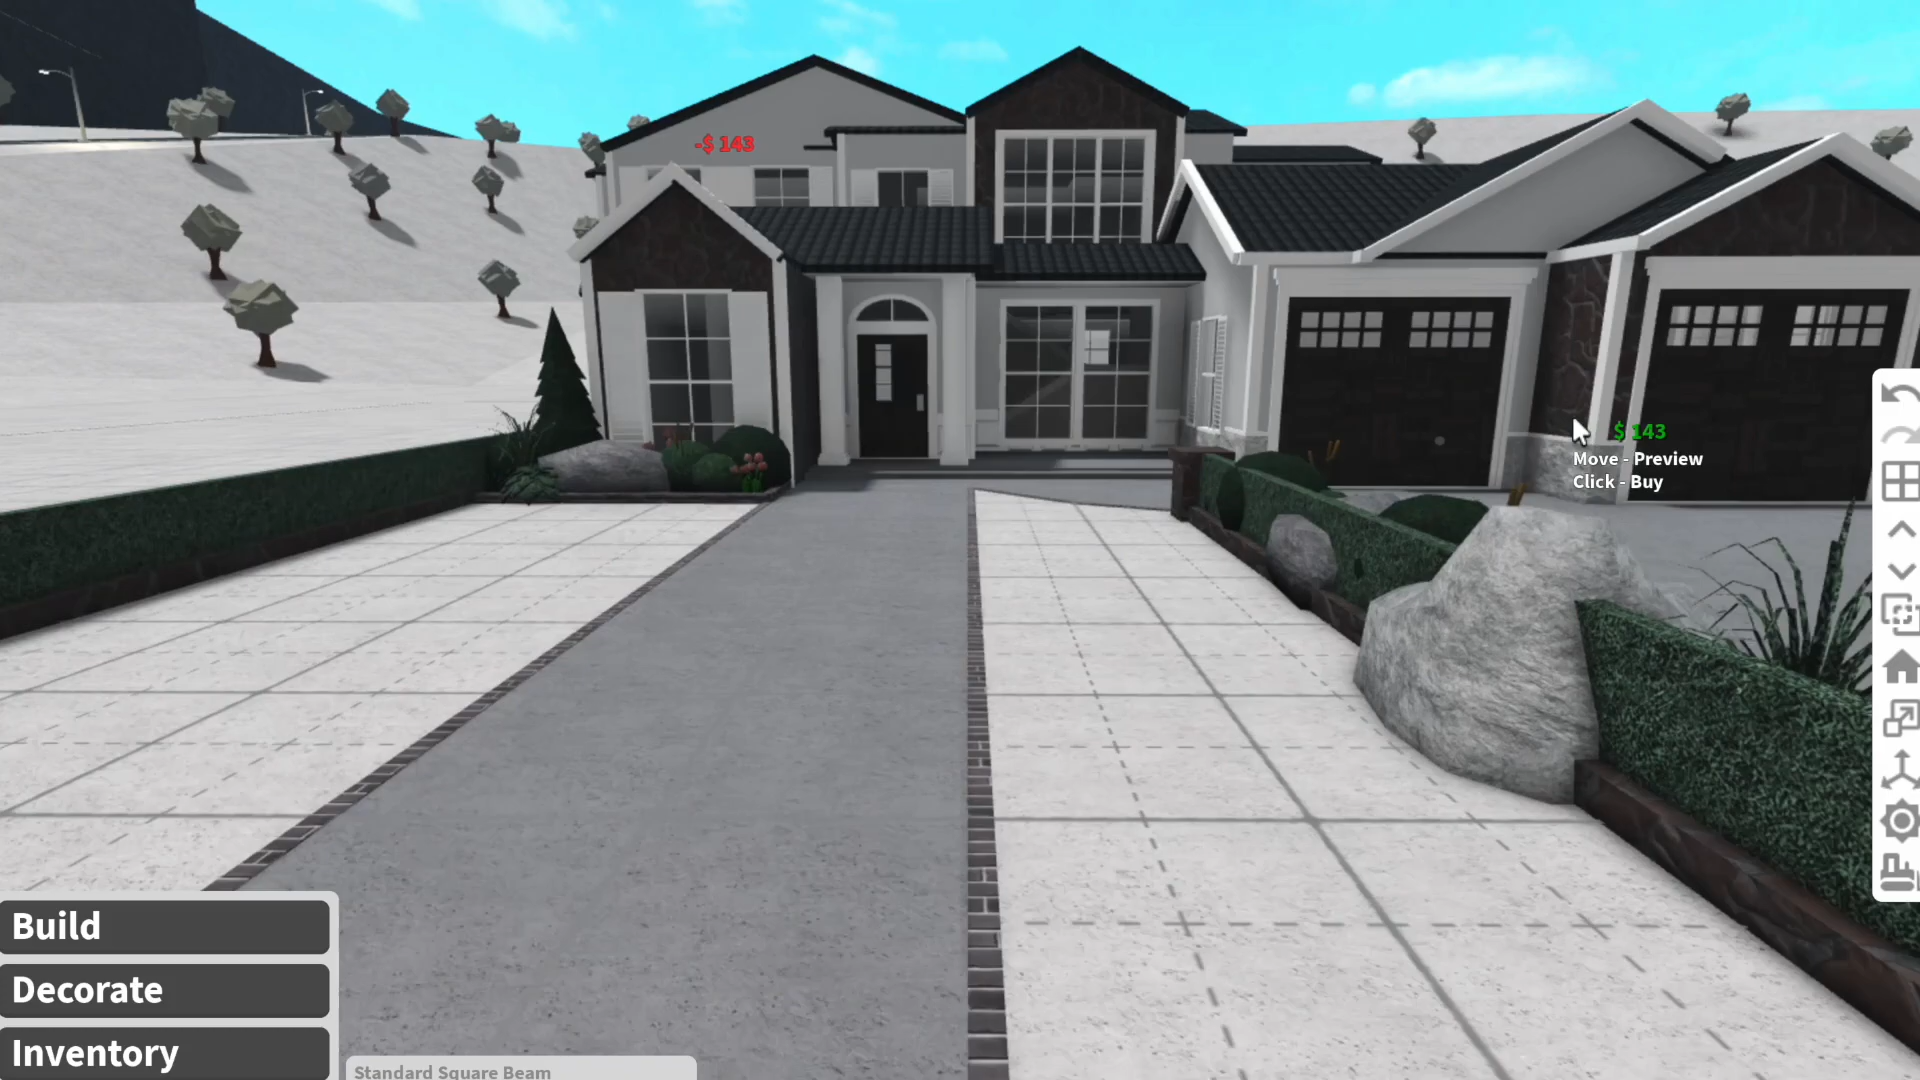 -$ 143
$ 143
Move - Preview
Click - Buy
Build
Decorate
Inventory
Standard Square Beam